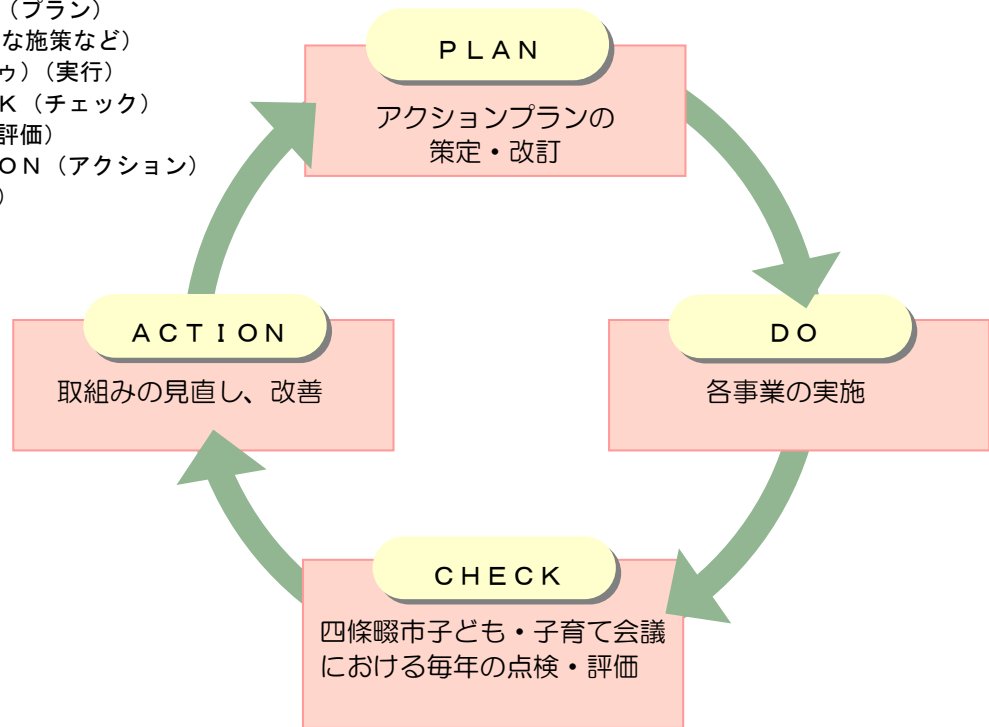 （プラン）
な施策など）
ゥ）（実行）
Ｋ（チェック）
評価）
ＯＮ（アクション）
）
ＰＬＡＮ
アクションプランの
策定・改訂
ＡＣＴＩＯＮ
取組みの見直し、改善
ＤＯ
各事業の実施
ＣＨＥＣＫ
四條畷市子ども・子育て会議
における毎年の点検・評価